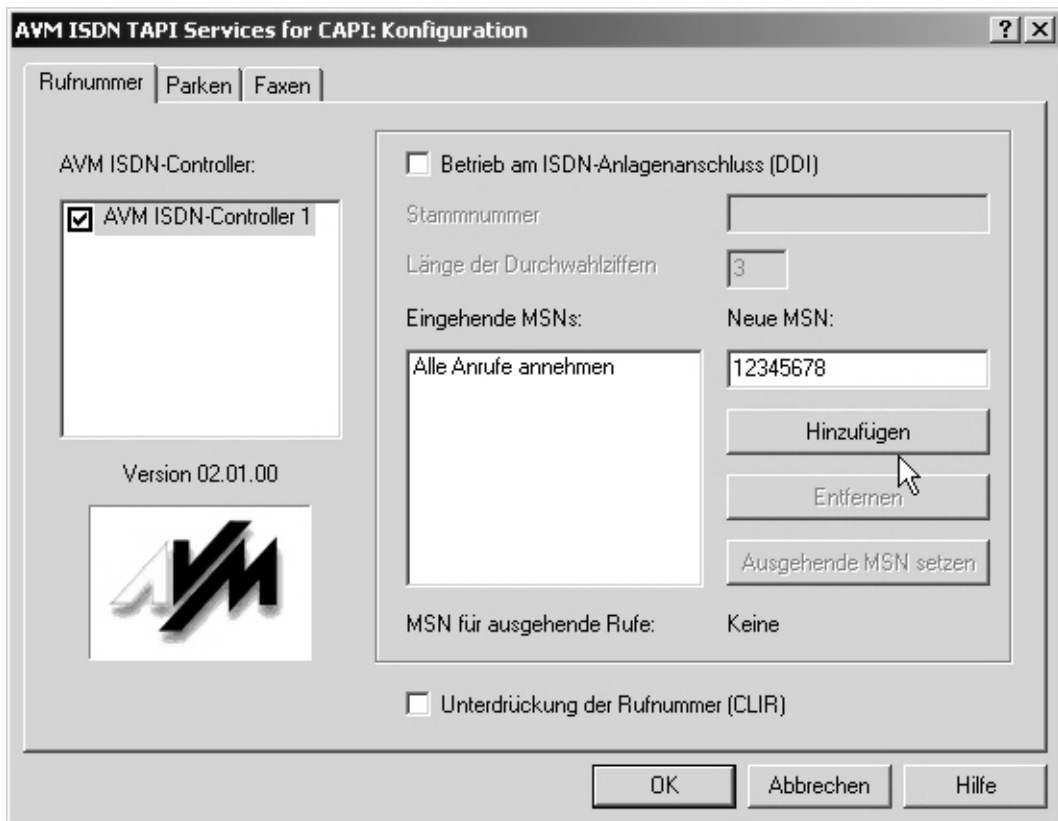 AVM ISDN TAPI Services for CAPI: Konfiguration
Rufnummer Parken Faxen
AVM ISDN-Controller:
AVM ISDN-Controller 1
Version 02.01.00
AVM
Betrieb am ISDN-Anlagenanschluss (DDI)
Stammnummer
Länge der Durchwahlziffern 3
Eingehende MSNs:
Alle Anrufe annehmen
Neue MSN:
12345678
Hinzufügen
Entfernen
Ausgehende MSN setzen
MSN für ausgehende Rufe: Keine
Unterdrückung der Rufnummer (CLIR)
OK Abbrechen Hilfe